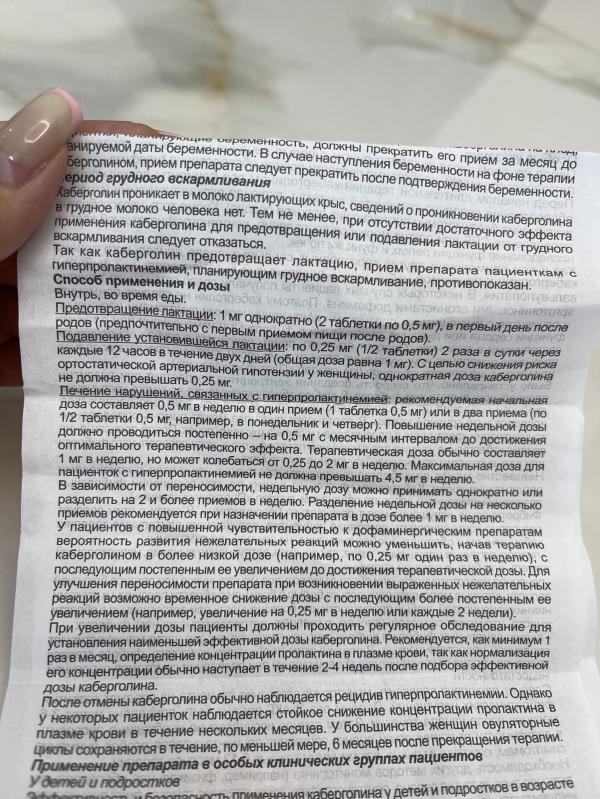 планирующие беременность, должны прекратить его прием за месяц до
анируемой даты беременности. В случае наступления беременности на фоне терапии
берголином, прием препарата следует прекратить после подтверждения беременности.
ериод грудного вскармливания
Каберголин проникает в молоко лактирующих крыс, сведений о проникновении каберголина
в грудное молоко человека нет. Тем не менее, при отсутствии достаточного эффекта
применения каберголина для предотвращения или подавления лактации от грудного
вскармливания следует отказаться.
Так как каберголин предотвращает лактацию, прием препарата пациенткам с
гиперпролактинемией, планирующим грудное вскармливание, противопоказан.
Способ применения и дозы
Внутрь, во время еды.
Предотвращение лактации: 1 мг однократно (2 таблетки по 0,5 мг), в первый день после
родов (предпочтительно с первым приемом пищи после родов).
Подавление установившейся лактации: по 0,25 мг (1/2 таблетки) 2 раза в сутки через
каждые 12 часов в течение двух дней (общая доза равна 1 мг). С целью снижения риска
ортостатической артериальной гипотензии у женщины, однократная доза каберголина
не должна превышать 0,25 мг.
Лечение нарушений, связанных с гиперпролактинемией: рекомендуемая начальная
доза составляет 0,5 мг в неделю в один прием (1 таблетка 0,5 мг) или в два приема (по
1/2 таблетки 0,5 мг, например, в понедельник и четверг). Повышение недельной дозы
должно проводиться постепенно – на 0,5 мг с месячным интервалом до достижения
оптимального терапевтического эффекта. Терапевтическая доза обычно составляет
1 мг в неделю, но может колебаться от 0,25 до 2 мг в неделю. Максимальная доза для
пациенток с гиперпролактинемией не должна превышать 4,5 мг в неделю.
В зависимости от переносимости, недельную дозу можно принимать однократно или
разделить на 2 и более приемов в неделю. Разделение недельной дозы на несколько
приемов рекомендуется при назначении препарата в дозе более 1 мг в неделю.
У пациентов с повышенной чувствительностью к дофаминергическим препаратам
вероятность развития нежелательных реакций можно уменьшить, начав терапию
каберголином в более низкой дозе (например, по 0,25 мг один раз в неделю), с
последующим постепенным ее увеличением до достижения терапевтической дозы. Для
улучшения переносимости препарата при возникновении выраженных нежелательных
реакций возможно временное снижение дозы с последующим более постепенным ее
увеличением (например, увеличение на 0,25 мг в неделю или каждые 2 недели).
При увеличении дозы пациенты должны проходить регулярное обследование для
установления наименьшей эффективной дозы каберголина. Рекомендуется, как минимум 1
раз в месяц, определение концентрации пролактина в плазме крови, так как нормализация
его концентрации обычно наступает в течение 2-4 недель после подбора эффективной
дозы каберголина.
После отмены каберголина обычно наблюдается рецидив гиперпролактинемии. Однако
у некоторых пациенток наблюдается стойкое снижение концентрации пролактина в
плазме крови в течение нескольких месяцев. У большинства женщин овуляторные
циклы сохраняются в течение, по меньшей мере, 6 месяцев после прекращения терапии.
Применение препарата в особых клинических группах пациентов
У детей и подростков
Эффективность и безопасность применения каберголина у детей и подростков в возрасте